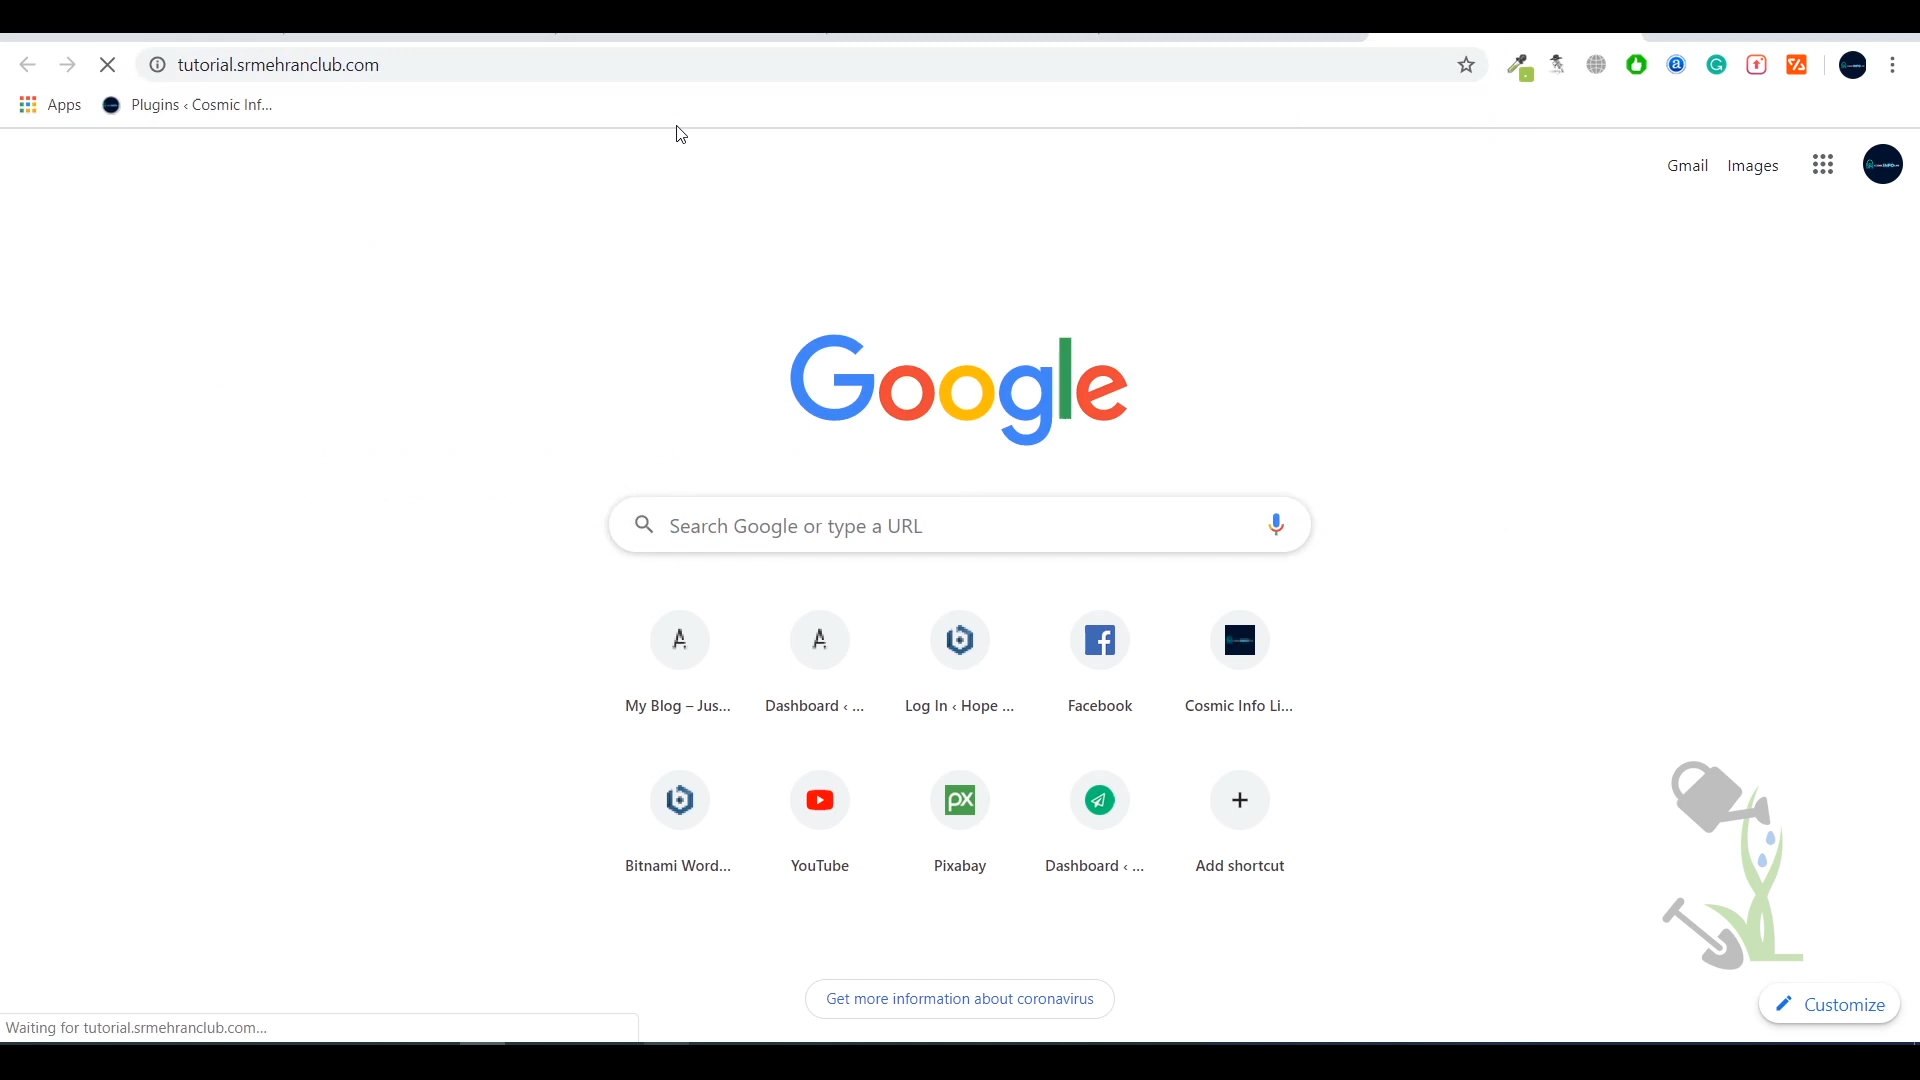 tutorial.srmehranclub.com
Apps
Plugins ‹ Cosmic Inf...
Gmail
Images
Google
Search Google or type a URL
My Blog – Jus...
Dashboard ‹ ...
Log In ‹ Hope ...
Facebook
Cosmic Info Li...
Bitnami Word...
YouTube
px
Pixabay
Dashboard ‹ ...
Add shortcut
Get more information about coronavirus
Customize
Waiting for tutorial.srmehranclub.com...